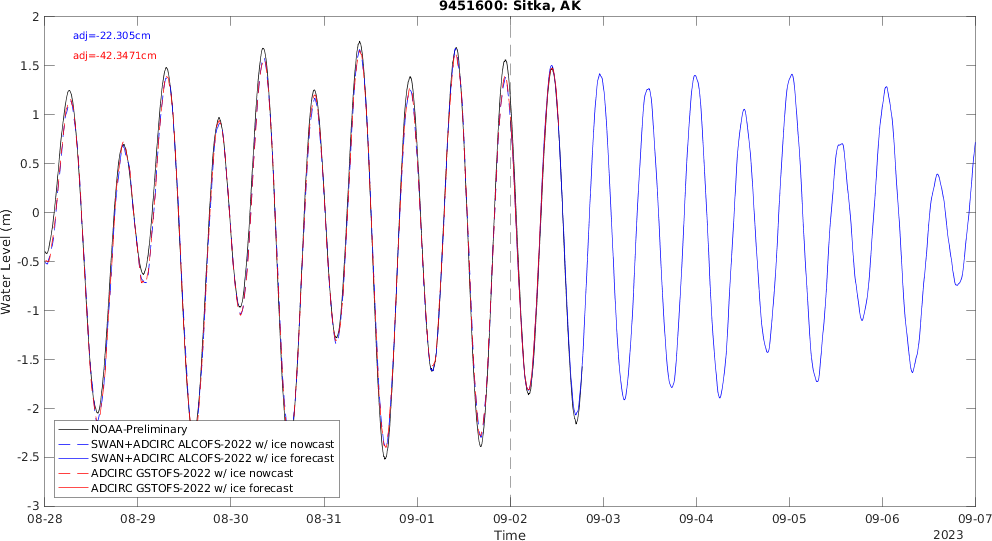 9451600: Sitka, AK
adj=-22.305cm
adj=-42.3471cm
2
1.5
1
0.5
0
-0.5
-1
-1.5
-2
-2.5
-3
Water Level (m)
NOAA-Preliminary
SWAN+ADCIRC ALCOFS-2022 w/ ice nowcast
SWAN+ADCIRC ALCOFS-2022 w/ ice forecast
ADCIRC GSTOFS-2022 w/ ice nowcast
ADCIRC GSTOFS-2022 w/ ice forecast
08-28 08-29 08-30 08-31 09-01 09-02 09-03 09-04 09-05 09-06 09-07
Time
2023